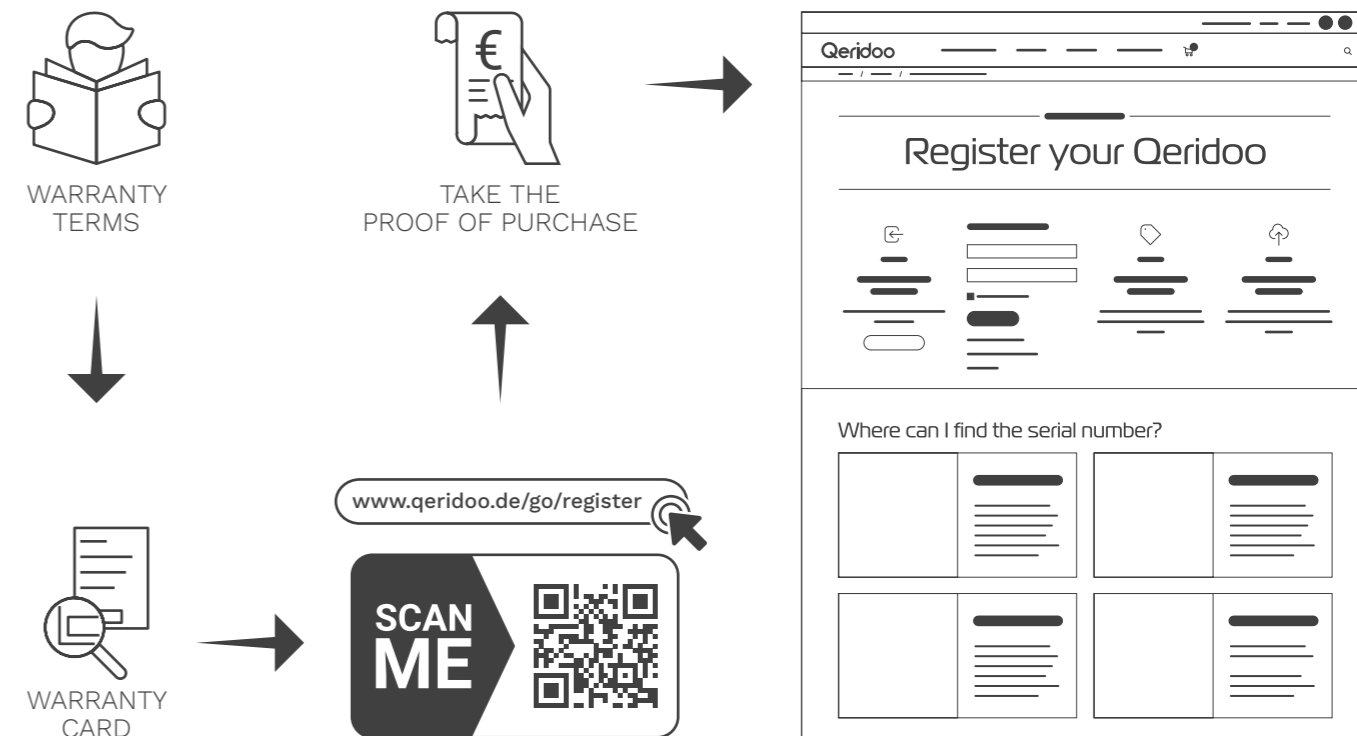 WARRANTY
TERMS
WARRANTY
CARD
www.qeridoo.de/go/register
SCAN
ME
€
TAKE THE
PROOF OF PURCHASE
Qeridoo
/ /
Register your Qeridoo
Where can I find the serial number?